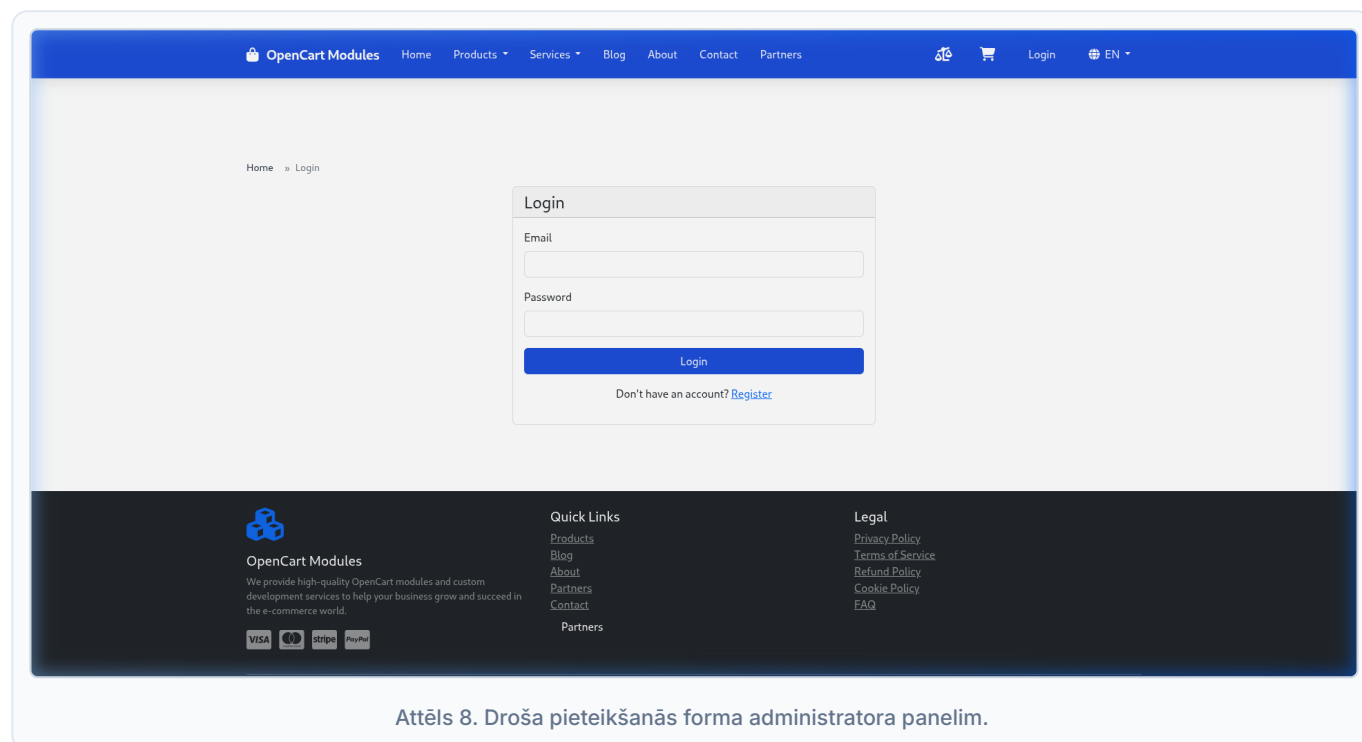 OpenCart Modules Home Products Services Blog About Contact Partners Login EN
Home » Login
Login
Email
Password
Login
Don't have an account? Register
OpenCart Modules
We provide high-quality OpenCart modules and custom
development services to help your business grow and succeed in
the e-commerce world.
VISA stripe PayPal
Quick Links
Products
Blog
About
Partners
Contact
Partners
Legal
Privacy Policy
Terms of Service
Refund Policy
Cookie Policy
FAQ
Attēls 8. Droša pieteikšanās forma administratora panelim.